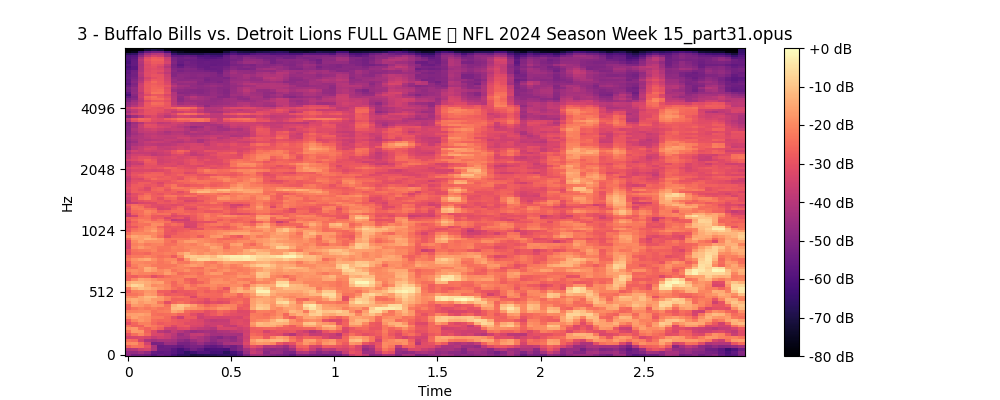 3 - Buffalo Bills vs. Detroit Lions FULL GAME ▯ NFL 2024 Season Week 15_part31.opus
+0 dB
4096
-10 dB
-20 dB
2048
-30 dB
Hz
1024
-40 dB
-50 dB
512
-60 dB
-70 dB
0
-80 dB
0 0.5 1 1.5 2 2.5
Time